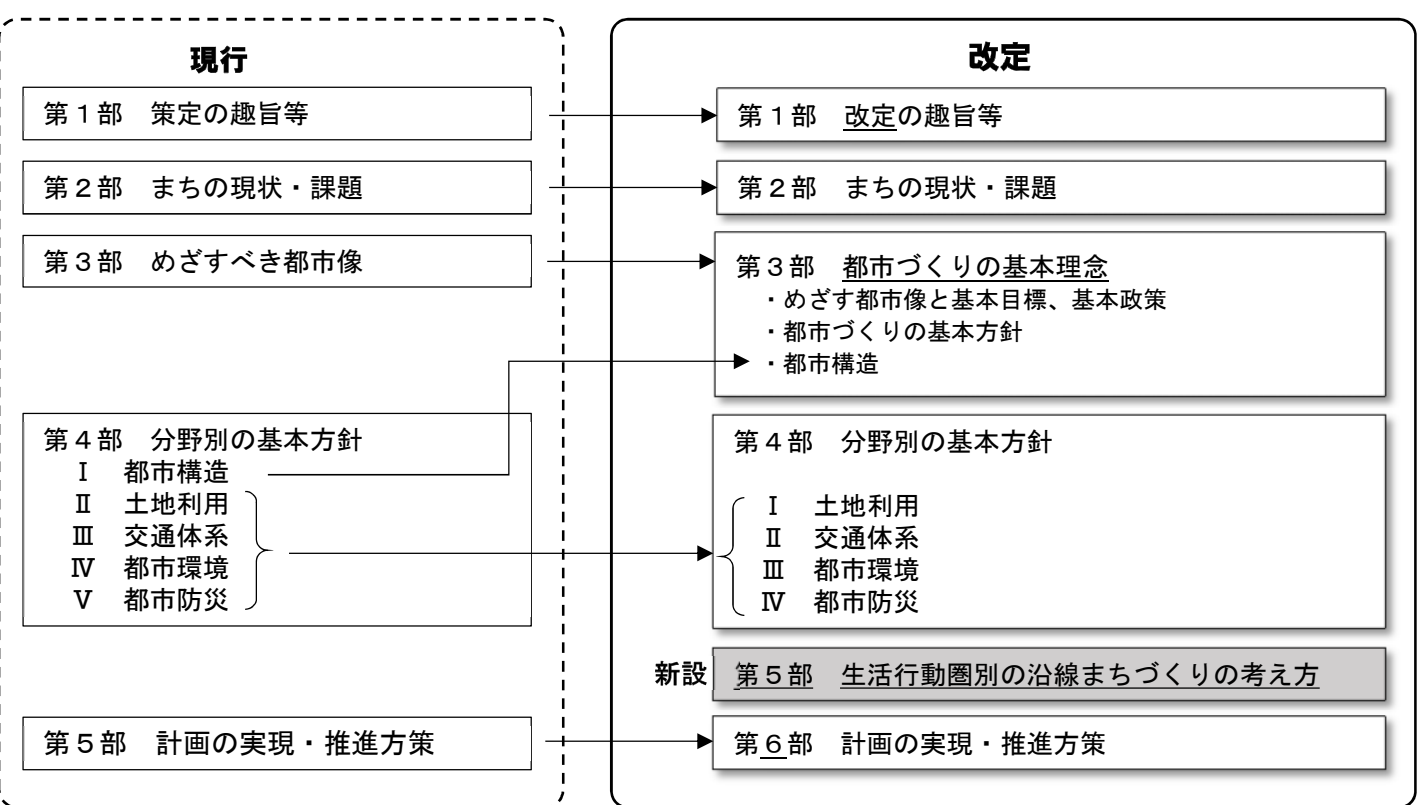 現行
第１部　策定の趣旨等
第２部　まちの現状・課題
第３部　めざすべき都市像
第４部　分野別の基本方針
Ⅰ　都市構造
Ⅱ　土地利用
Ⅲ　交通体系
Ⅳ　都市環境
Ⅴ　都市防災
第５部　計画の実現・推進方策
改定
第１部　改定の趣旨等
第２部　まちの現状・課題
第３部　都市づくりの基本理念
・めざす都市像と基本目標、基本政策
・都市づくりの基本方針
・都市構造
第４部　分野別の基本方針
Ⅰ　土地利用
Ⅱ　交通体系
Ⅲ　都市環境
Ⅳ　都市防災
新設 第５部　生活行動圏別の沿線まちづくりの考え方
第６部　計画の実現・推進方策